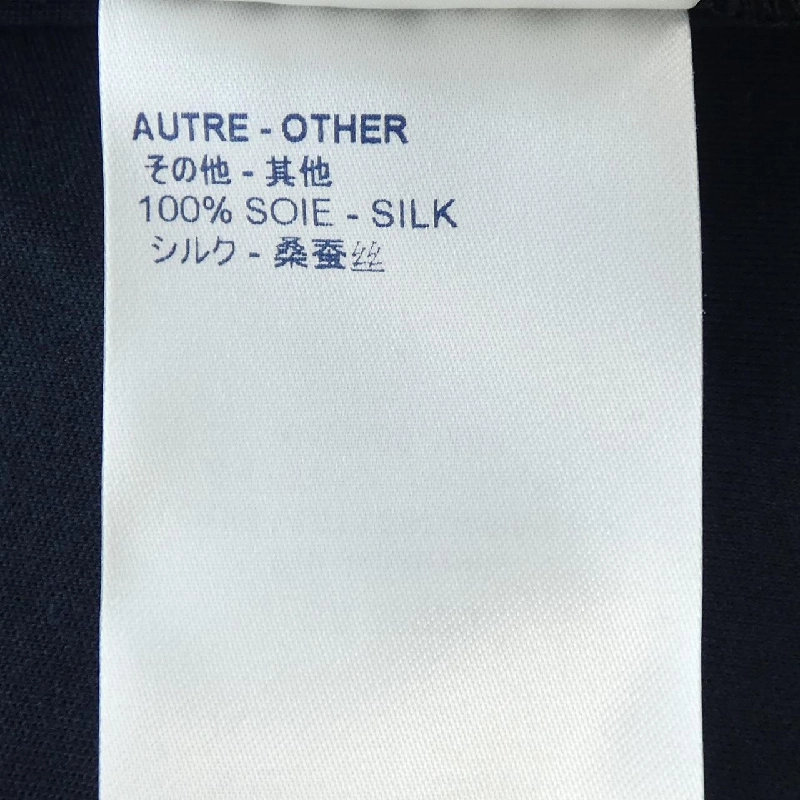 AUTRE - OTHER
その他 - 其他
100% SOIE - SILK
シルク - 桑蚕丝